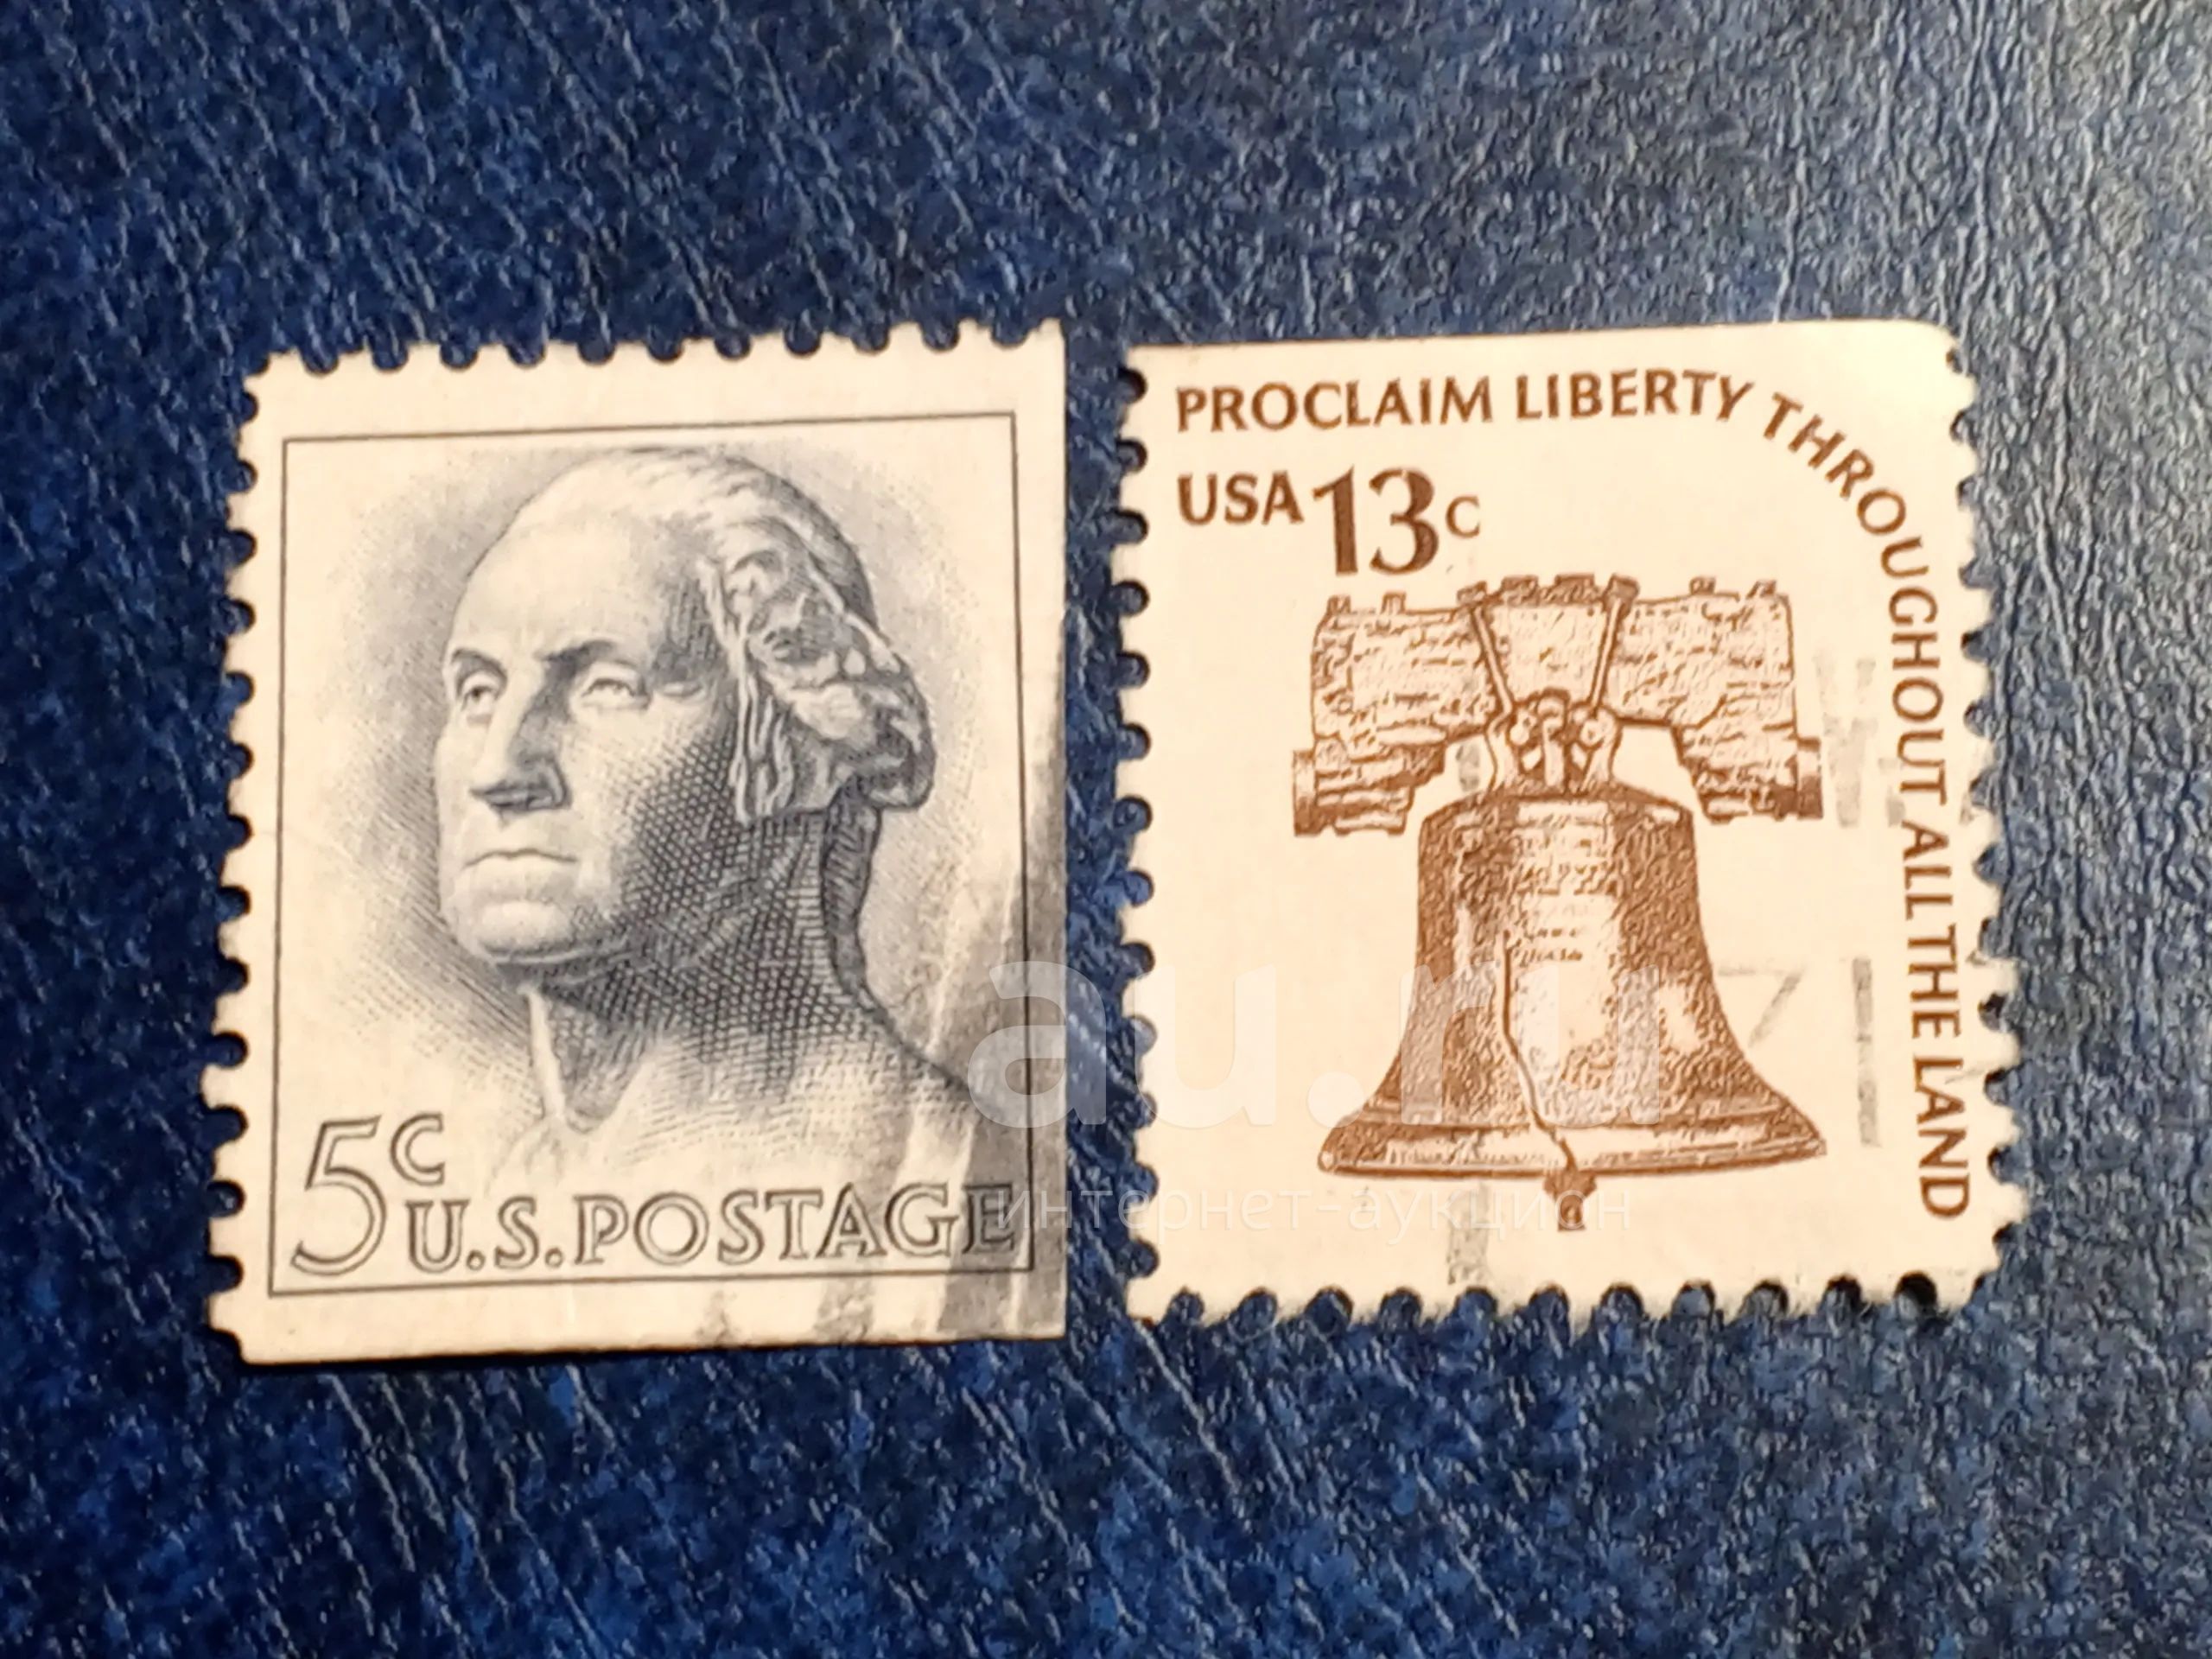 5c
U.S. POSTAGE
PROCLAIM LIBERTY THROUGHOUT ALL THE LAND
USA 13c
au.ru
интернет-аукцион